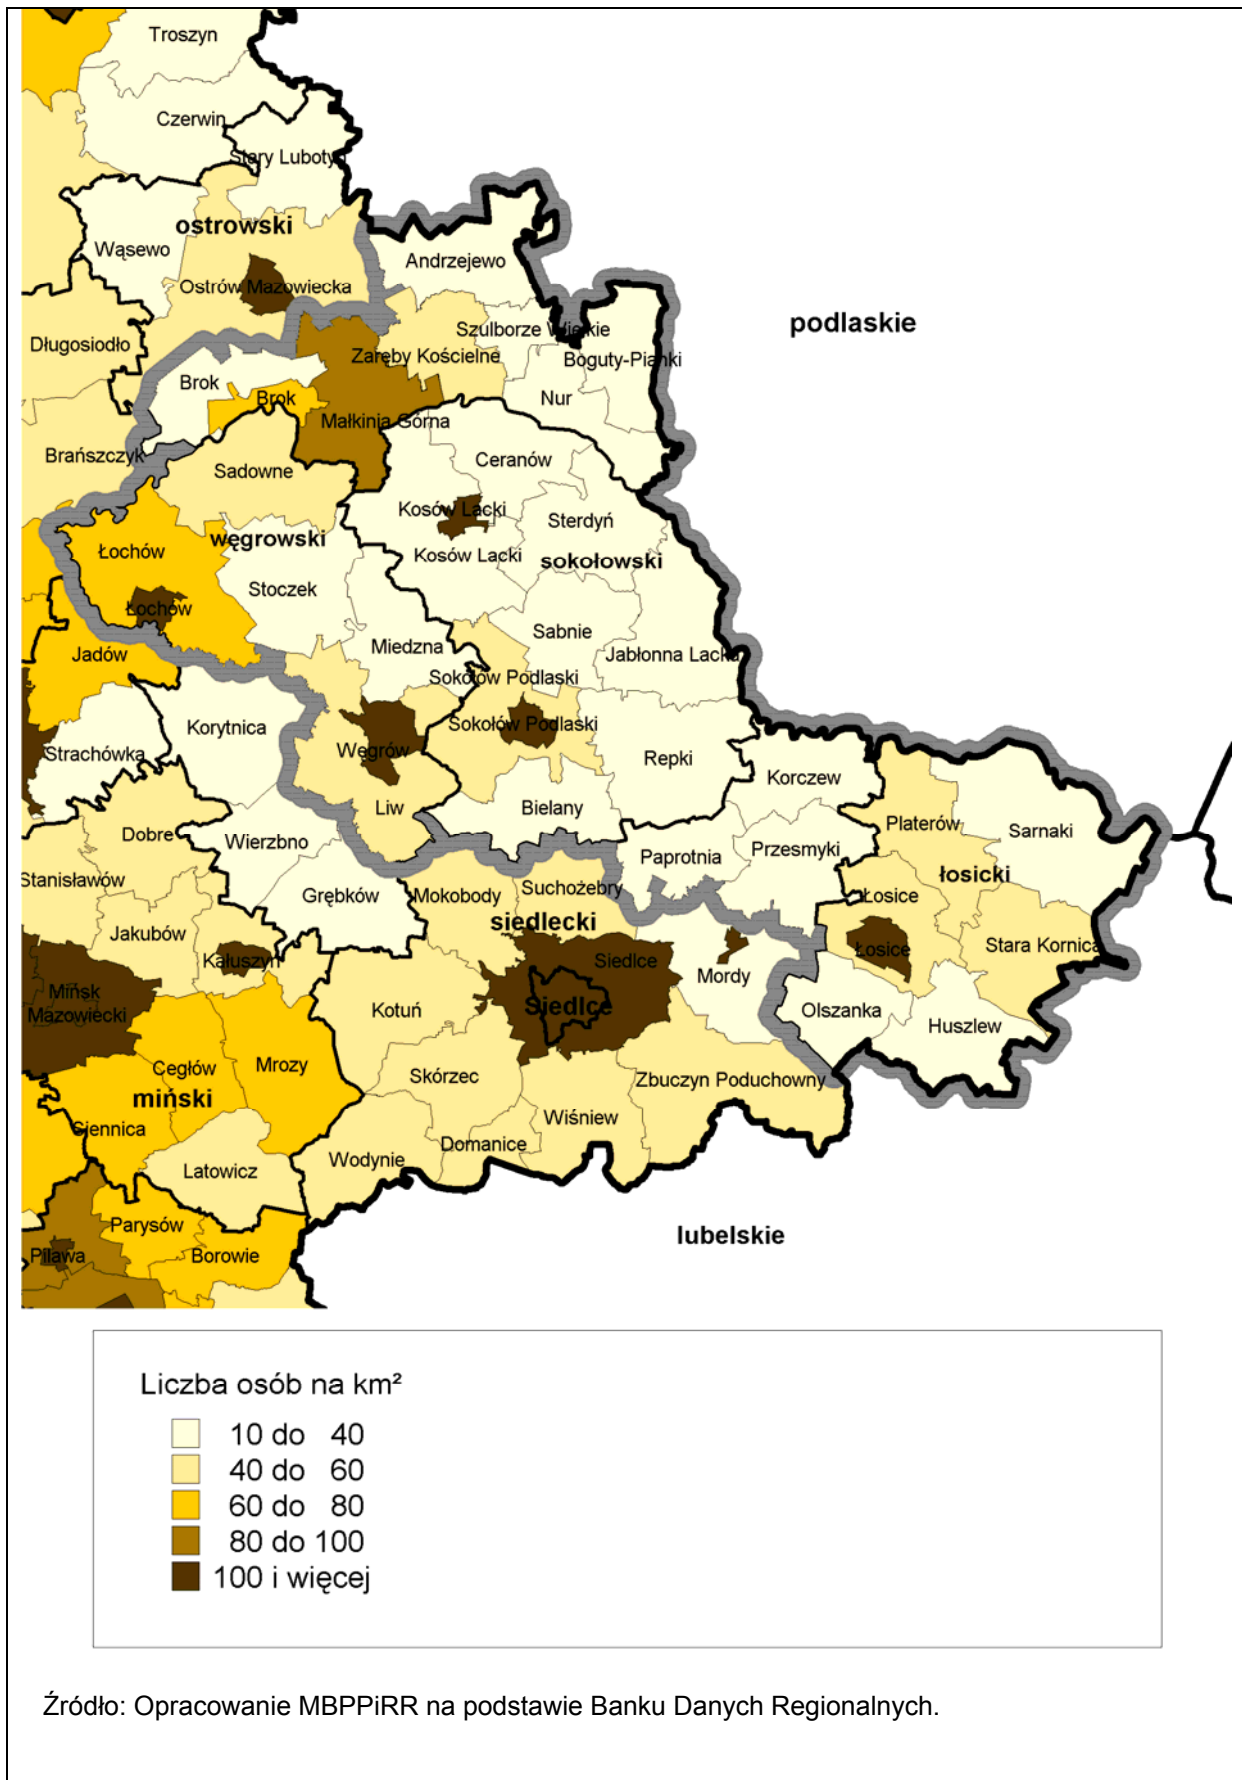 Troszyn
Czerwin
Stary Lubotyń
ostrowski
Wąsewo
Andrzejewo
Ostrów Mazowiecka
podlaskie
Długosiodło
Szulborze Wielkie
Zaręby Kościelne
Boguty-Pianki
Brok
Brok
Nur
Małkinia Górna
Brańszczyk
Sadowne
Ceranów
Kosów Lacki
Sterdyń
węgrowski
Łochów
Kosów Lacki
sokołowski
Stoczek
Łochów
Sabnie
Miedzna
Jadów
Jabłonna Lacka
Sokołów Podlaski
Korytnica
Sokołów Podlaski
Strachówka
Węgrów
Repki
Korczew
Liw
Bielany
Dobre
Wierzbno
Platerów
Sarnaki
Paprotnia
Przesmyki
łosicki
Stanisławów
Grębków
Mokobody
Suchożebry
Łosice
siedlecki
Jakubów
Stara Kornica
Kałuszyn
Siedlce
Łosice
Mordy
Mińsk
Mazowiecki
Kotuń
Siedlce
Olszanka
Huszlew
Cegłów
Mrozy
Skórzec
Zbuczyn Poduchowny
miński
Siennica
Wiśniew
Domanice
Latowicz
Wodynie
Parysów
Pilawa
Borowie
lubelskie
Liczba osób na km²
10 do 40
40 do 60
60 do 80
80 do 100
100 i więcej
Źródło: Opracowanie MBPPiRR na podstawie Banku Danych Regionalnych.